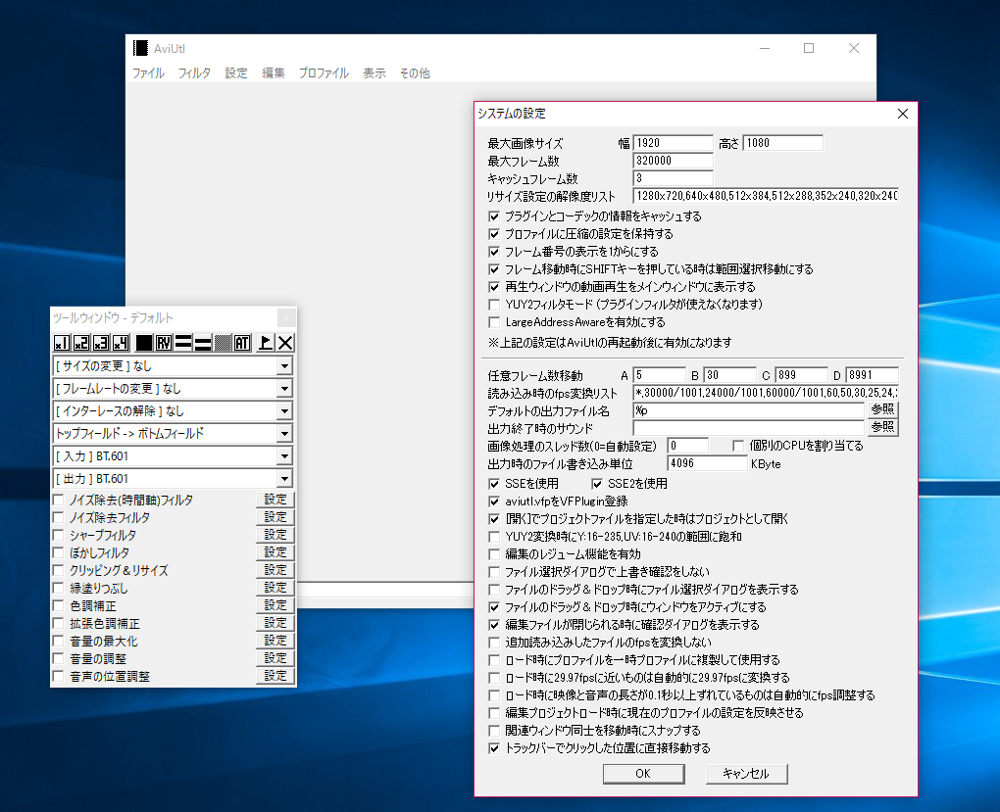 AviUtl
ファイル フィルタ 設定 編集 プロファイル 表示 その他
システムの設定
最大画像サイズ 幅 1920 高さ 1080
最大フレーム数 320000
キャッシュフレーム数 3
リサイズ設定の解像度リスト 1280x720,640x480,512x384,512x288,352x240,320x240
プラグインとコーデックの情報をキャッシュする
プロファイルに圧縮の設定を保持する
フレーム番号の表示を1からにする
フレーム移動時にSHIFTキーを押している時は範囲選択移動にする
再生ウィンドウの動画再生をメインウィンドウに表示する
YUY2フィルタモード (プラグインフィルタが使えなくなります)
LargeAddressAwareを有効にする
※上記の設定はAviUtlの再起動後に有効になります
任意フレーム数移動 A 5 B 30 C 899 D 8991
読み込み時のfps変換リスト *,30000/1001,24000/1001,60000/1001,60,50,30,25,24,
デフォルトの出力ファイル名 %p 参照
出力終了時のサウンド 参照
画像処理のスレッド数(0=自動設定) 0 個別のCPUを割り当てる
出力時のファイル書き込み単位 4096 KByte
SSEを使用 SSE2を使用
aviutl.vfpをVFPlugin登録
[開く]でプロジェクトファイルを指定した時はプロジェクトとして開く
YUY2変換時にY:16-235,UV:16-240の範囲に飽和
編集のレジューム機能を有効
ファイル選択ダイアログで上書き確認をしない
ファイルのドラッグ&ドロップ時にファイル選択ダイアログを表示する
ファイルのドラッグ&ドロップ時にウィンドウをアクティブにする
編集ファイルが閉じられる時に確認ダイアログを表示する
追加読み込みしたファイルのfpsを変換しない
ロード時にプロファイルを一時プロファイルに複製して使用する
ロード時に29.97fpsに近いものは自動的に29.97fpsに変換する
ロード時に映像と音声の長さが0.1秒以上ずれているものは自動的にfps調整する
編集プロジェクトロード時に現在のプロファイルの設定を反映させる
関連ウィンドウ同士を移動時にスナップする
トラックバーでクリックした位置に直接移動する
OK キャンセル
ツールウィンドウ - デフォルト
x1 x2 x3 x4 RY AT
[ サイズの変更 ] なし
[ フレームレートの変更 ] なし
[ インターレースの解除 ] なし
トップフィールド -> ボトムフィールド
[ 入力 ] BT.601
[ 出力 ] BT.601
ノイズ除去(時間軸)フィルタ 設定
ノイズ除去フィルタ 設定
シャープフィルタ 設定
ぼかしフィルタ 設定
クリッピング&リサイズ 設定
縁塗りつぶし 設定
色調補正 設定
拡張色調補正 設定
音量の最大化 設定
音量の調整 設定
音声の位置調整 設定